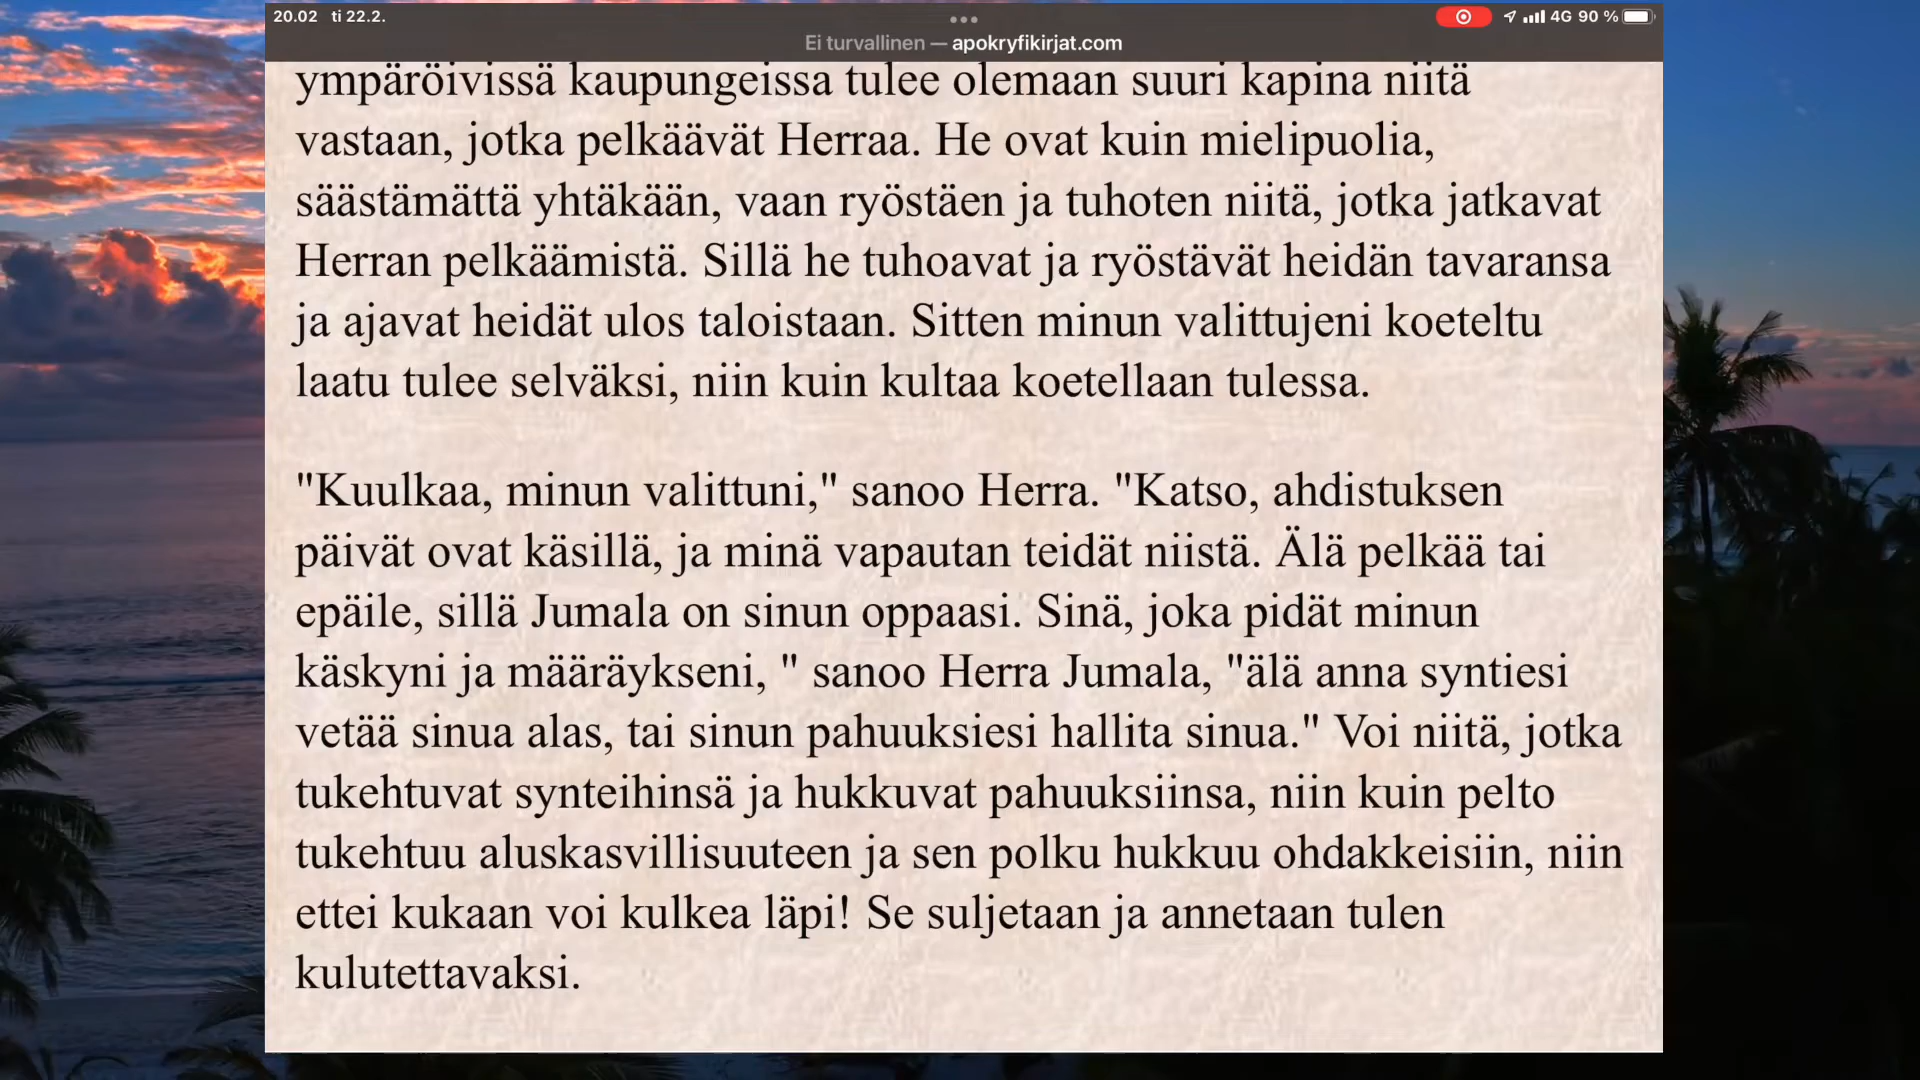 20.02 ti 22.2.
4G 90 %
Ei turvallinen — apokryfikirjat.com
ympäröivissä kaupungeissa tulee olemaan suuri kapina niitä
vastaan, jotka pelkäävät Herraa. He ovat kuin mielipuolia,
säästämättä yhtäkään, vaan ryöstäen ja tuhoten niitä, jotka jatkavat
Herran pelkäämistä. Sillä he tuhoavat ja ryöstävät heidän tavaransa
ja ajavat heidät ulos taloistaan. Sitten minun valittujeni koeteltu
laatu tulee selväksi, niin kuin kultaa koetellaan tulessa.
"Kuulkaa, minun valittuni," sanoo Herra. "Katso, ahdistuksen
päivät ovat käsillä, ja minä vapautan teidät niistä. Älä pelkää tai
epäile, sillä Jumala on sinun oppaasi. Sinä, joka pidät minun
käskyni ja määräykseni, " sanoo Herra Jumala, "älä anna syntiesi
vetää sinua alas, tai sinun pahuuksiesi hallita sinua." Voi niitä, jotka
tukehtuvat synteihinsä ja hukkuvat pahuuksiinsa, niin kuin pelto
tukehtuu aluskasvillisuuteen ja sen polku hukkuu ohdakkeisiin, niin
ettei kukaan voi kulkea läpi! Se suljetaan ja annetaan tulen
kulutettavaksi.